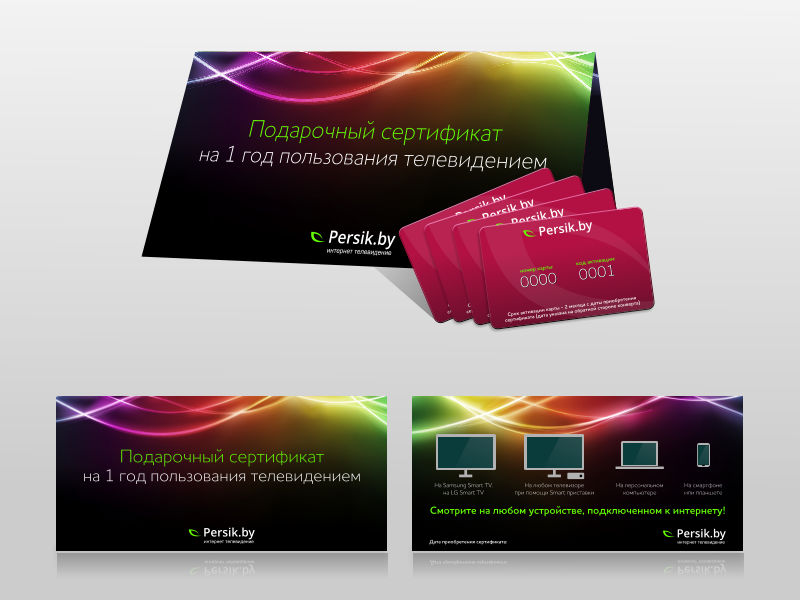 Подарочный сертификат
на 1 год пользования телевидением
Persik.by
интернет телевидение
Persik.by
Persik.by
Persik.by
Persik.by
номер карты
0000
код активации
0001
Срок активации карты – 2 месяца с даты приобретения
сертификата (дата указана на обратной стороне конверта)
Подарочный сертификат
на 1 год пользования телевидением
Persik.by
интернет телевидение
На Samsung Smart TV,
на LG Smart TV
На любом телевизоре
при помощи Smart приставки
На персональном
компьютере
На смартфоне
или планшете
Смотрите на любом устройстве, подключенном к интернету!
Дата приобретения сертификата:
Persik.by
интернет телевидение